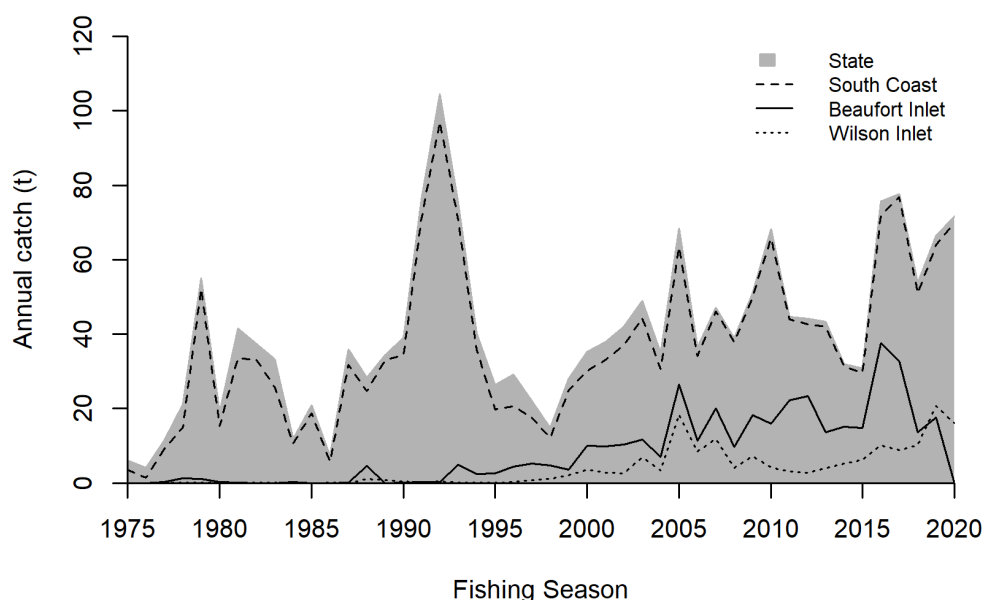 Annual catch (t)
120
100
80
60
40
20
0
State
South Coast
Beaufort Inlet
Wilson Inlet
1975 1980 1985 1990 1995 2000 2005 2010 2015 2020
Fishing Season